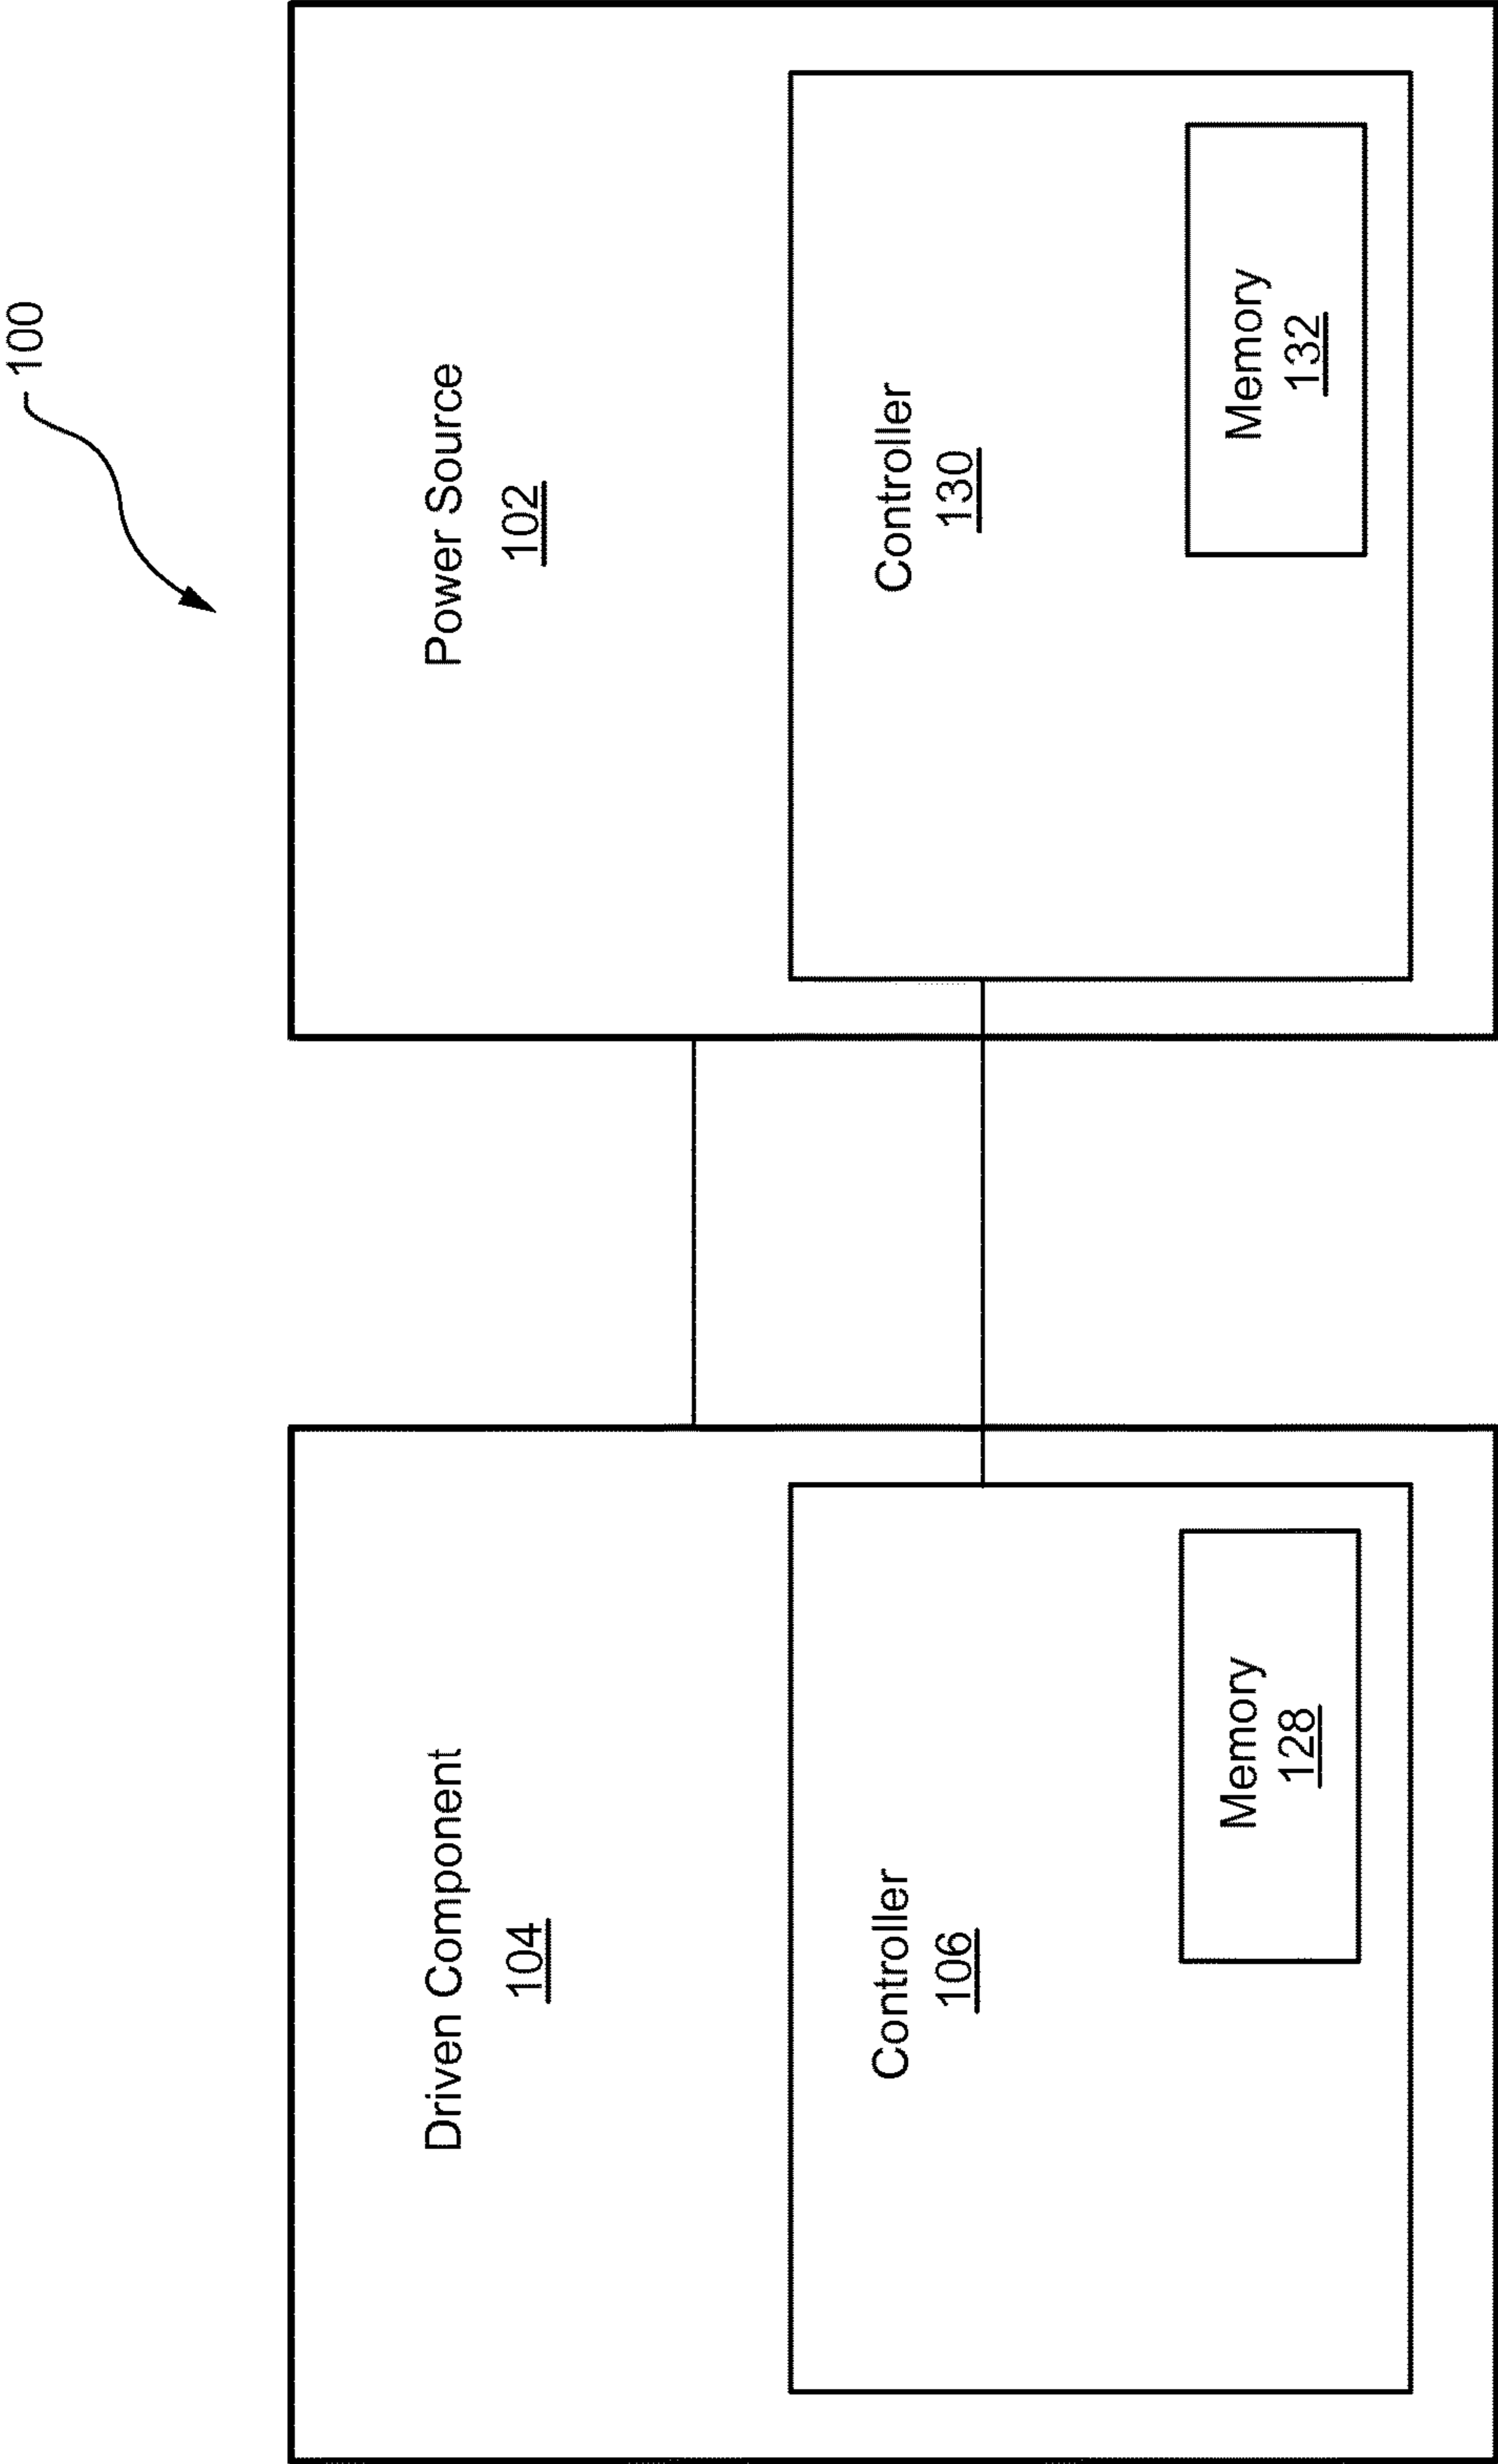 100
Driven Component
104
Controller
106
Memory
128
Power Source
102
Controller
130
Memory
132